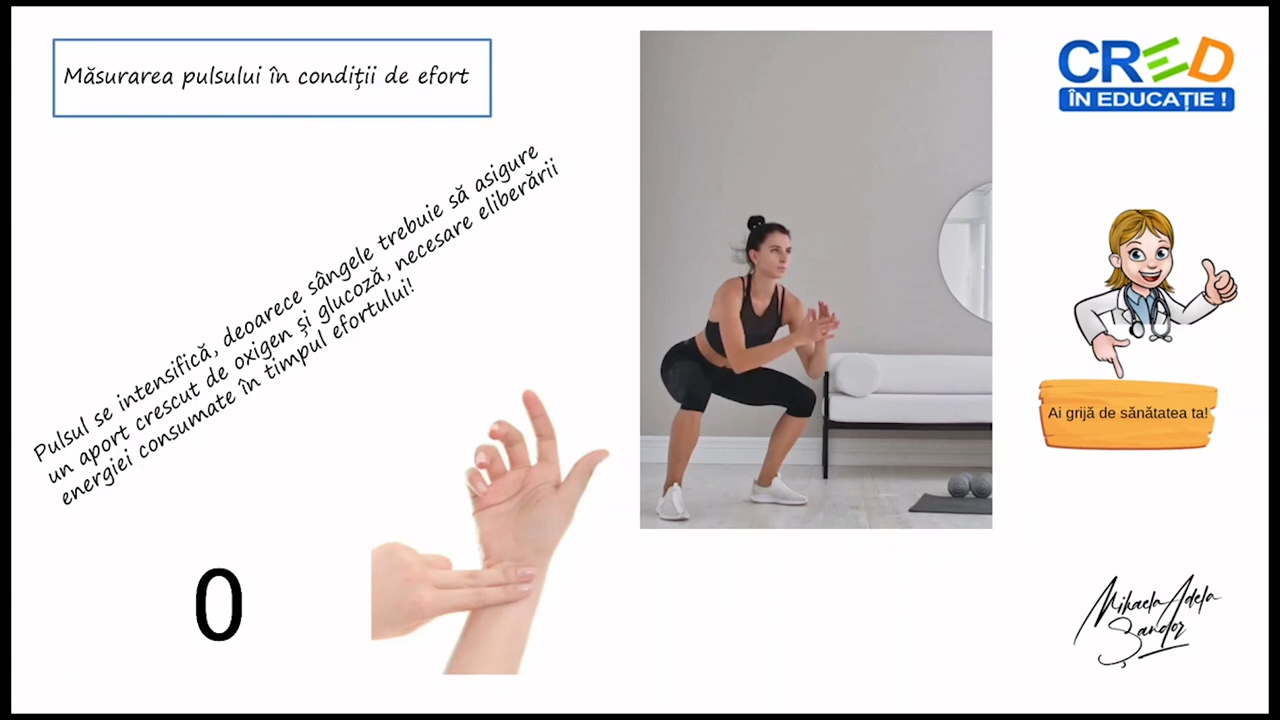 Măsurarea pulsului în condiţii de efort
CRED
ÎN EDUCAȚIE !
Pulsul se intensifică, deoarece sângele trebuie să asigure
un aport crescut de oxigen şi glucoză, necesare eliberării
energiei consumate în timpul efortului!
Ai grijă de sănătatea ta!
0
Mihaela Adela
Șandor